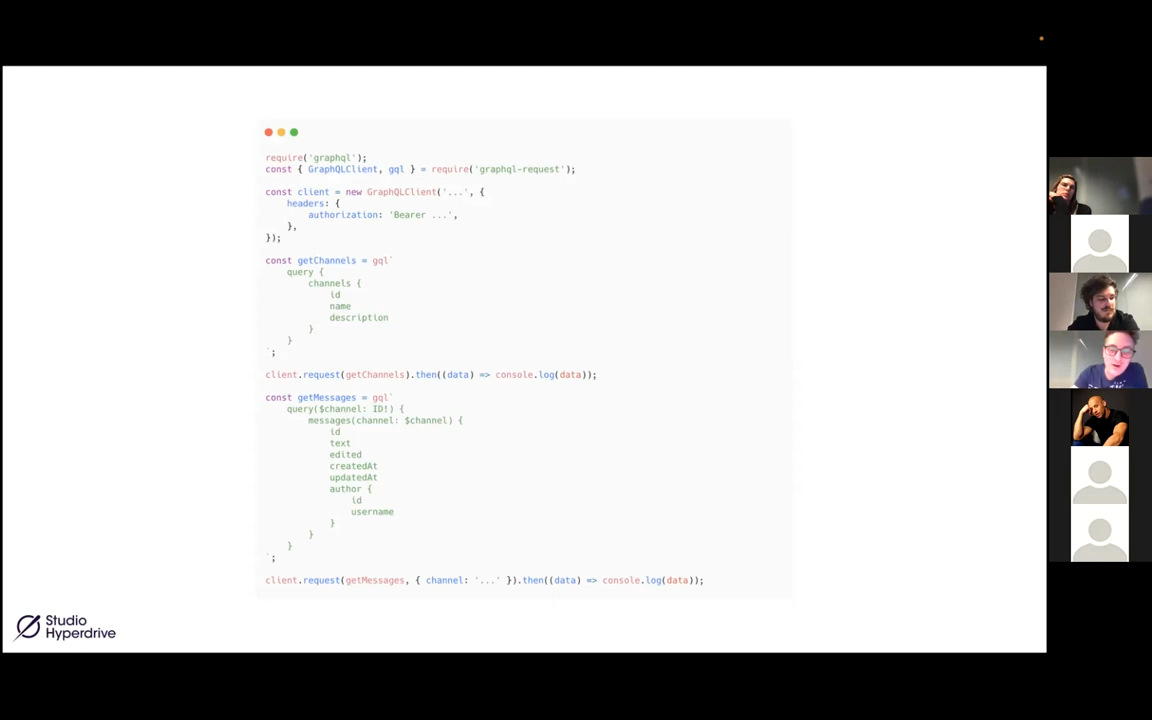 require('graphql');
const { GraphQLClient, gql } = require('graphql-request');
const client = new GraphQLClient('...', {
headers: {
authorization: 'Bearer ...',
},
});
const getChannels = gql`
query {
channels {
id
name
description
}
}
`;
client.request(getChannels).then((data) => console.log(data));
const getMessages = gql`
query($channel: ID!) {
messages(channel: $channel) {
id
text
edited
createdAt
updatedAt
author {
id
username
}
}
}
`;
client.request(getMessages, { channel: '...' }).then((data) => console.log(data));
Studio
Hyperdrive